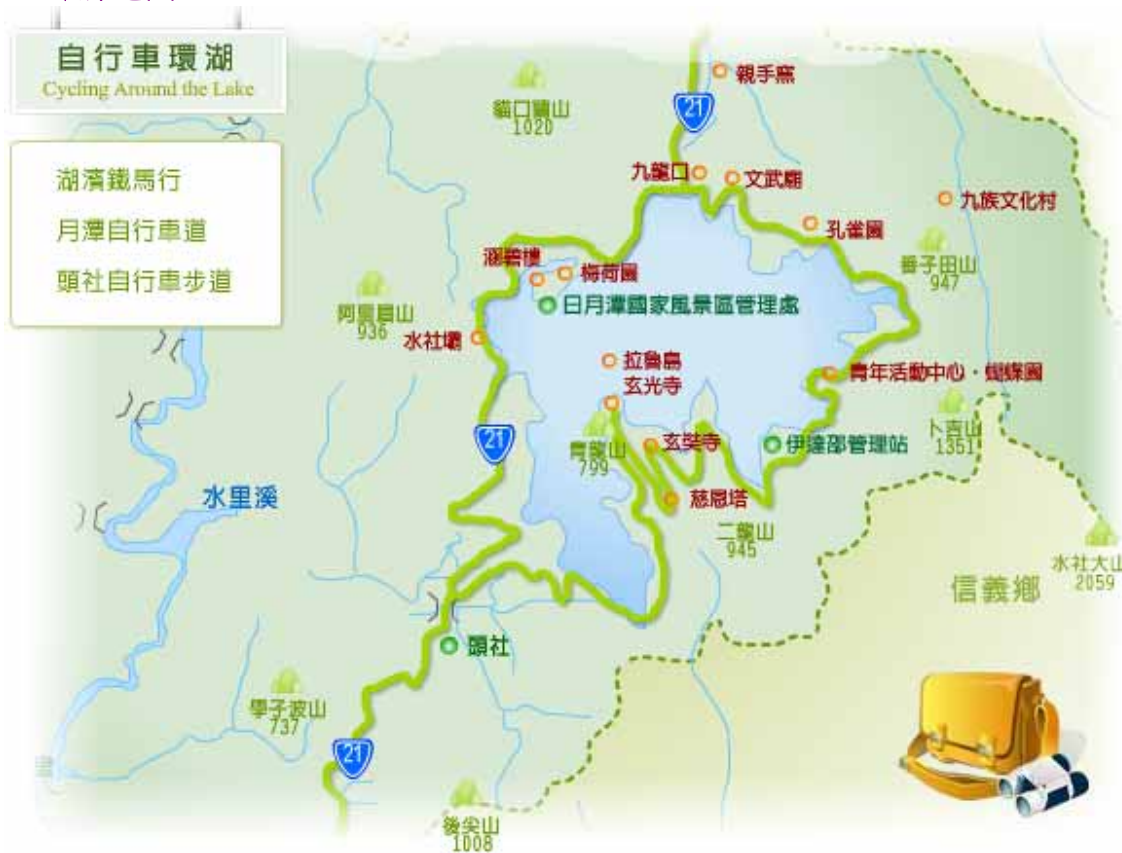 自行車環湖
Cycling Around the Lake
湖濱鐵馬行
月潭自行車道
頭社自行車步道
21
親手窯
貓口蘭山
1020
九龍口
文武廟
九族文化村
孔雀園
番子田山
947
涵碧樓
梅荷園
日月潭國家風景區管理處
936
水社壩
拉魯島
玄光寺
青年活動中心・蝴蝶園
卜吉山
1351
21
青龍山
799
玄奘寺
伊達邵管理站
慈恩塔
水里溪
二龍山
945
水社大山
2059
信義鄉
頭社
學子波山
737
21
後尖山
1008